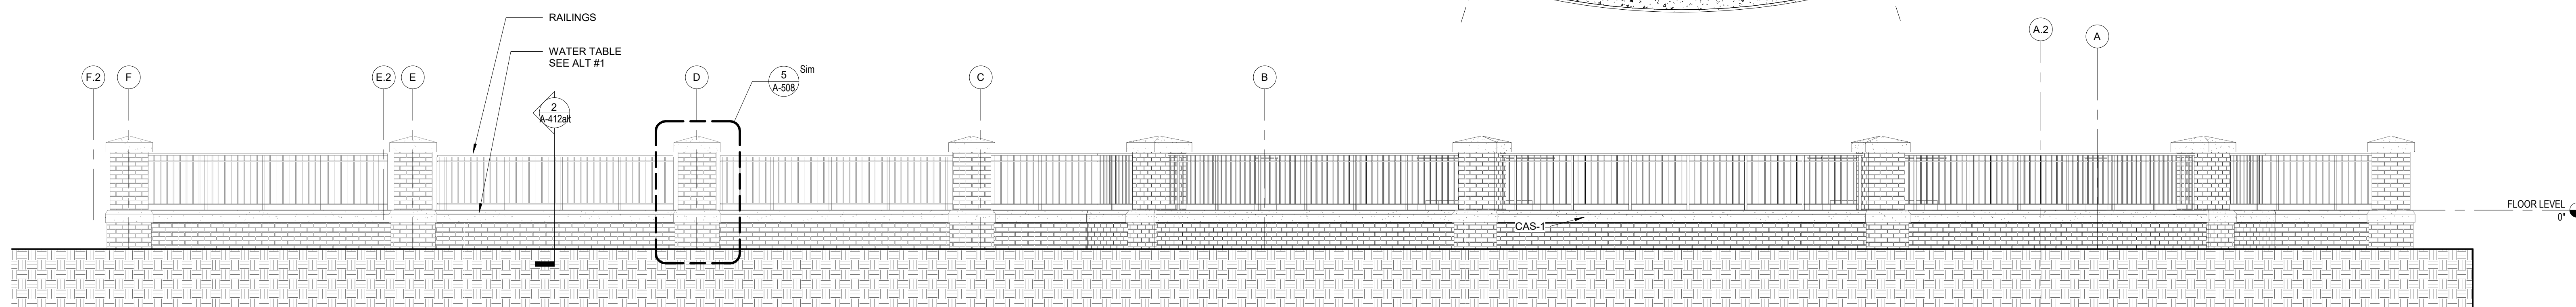 RAILINGS
WATER TABLE
SEE ALT #1
F.2
F
E.2
E
D
5
A-508
Sim
C
B
A.2
A
2
A-412alt
CAS-1
FLOOR LEVEL
0"